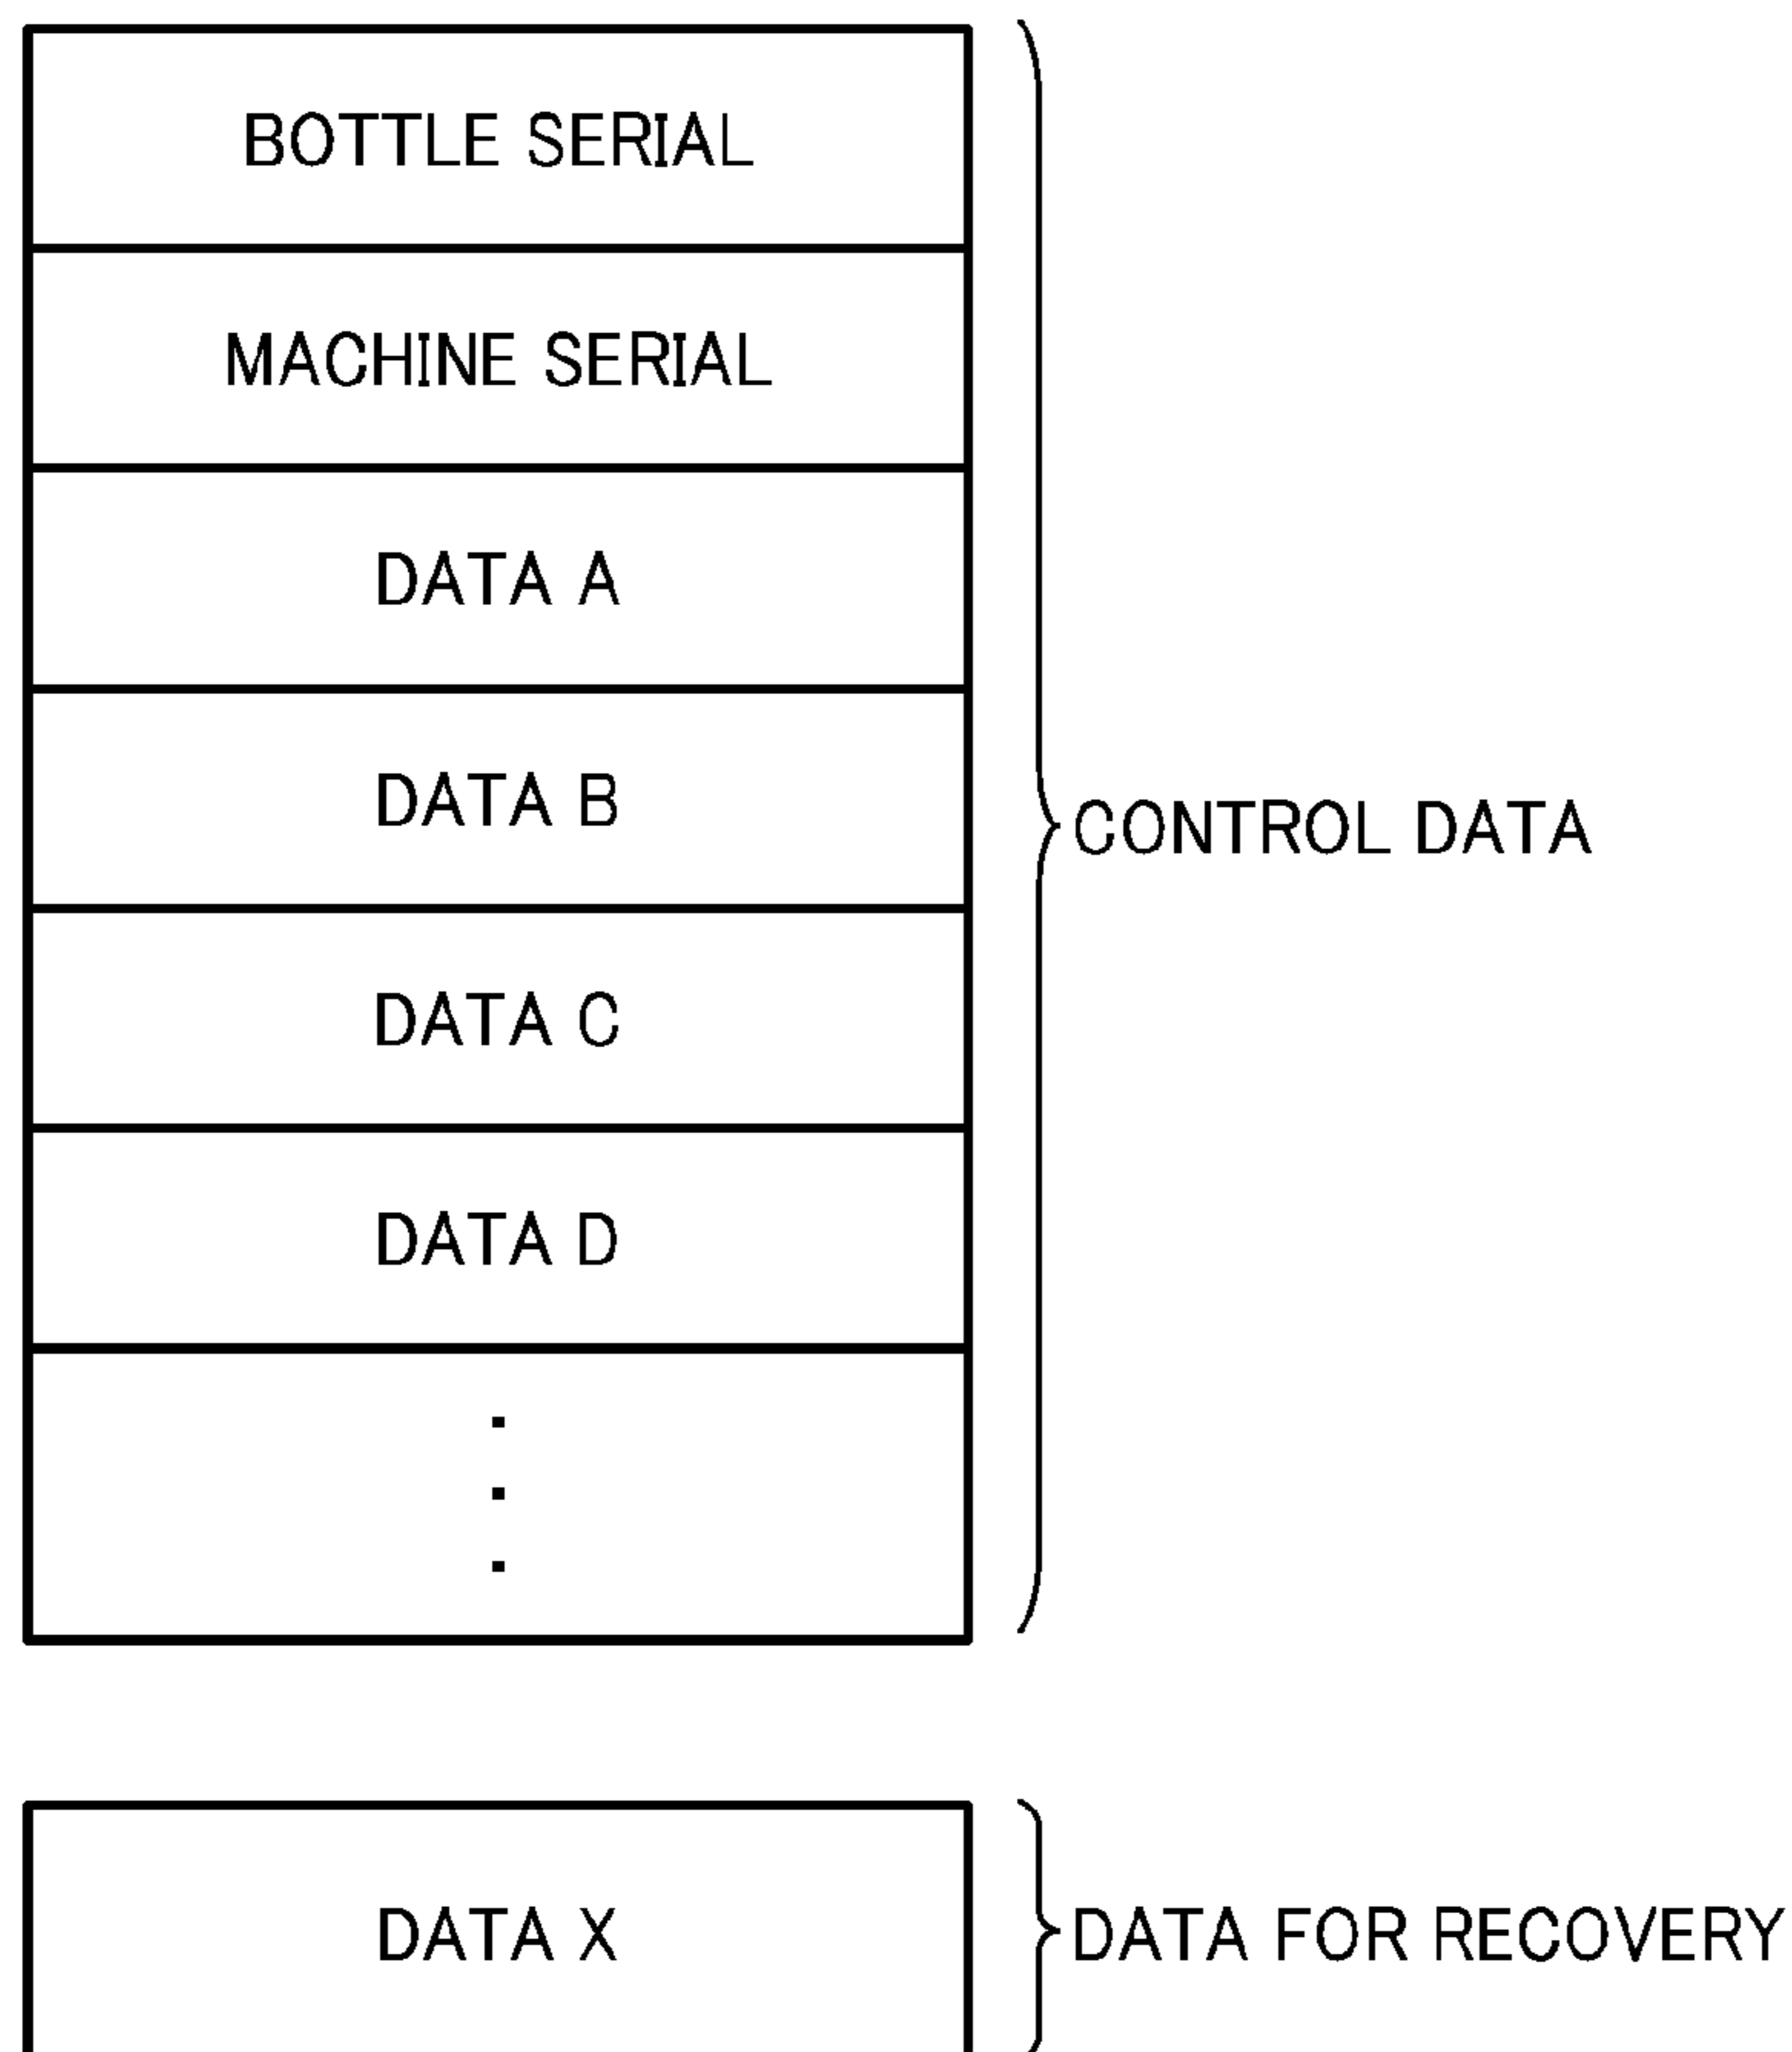 BOTTLE SERIAL
MACHINE SERIAL
DATA A
DATA B
CONTROL DATA
DATA C
DATA D
DATA X
DATA FOR RECOVERY